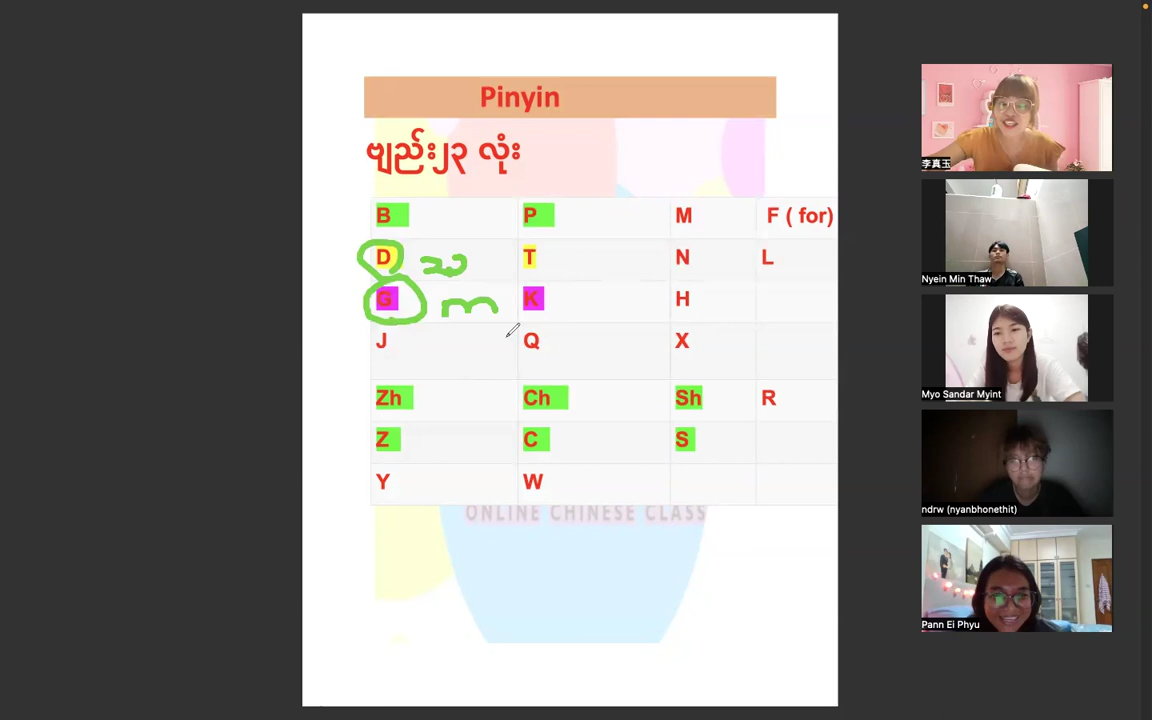 Pinyin
ဗျည်း၂၃ လုံး
B P M F ( for)
D သ T N L
G က K H
J Q X
Zh Ch Sh R
Z C S
Y W
ONLINE CHINESE CLASS
李真玉
Nyein Min Thaw
Myo Sandar Myint
ndrw (nyanbhonethit)
Pann Ei Phyu